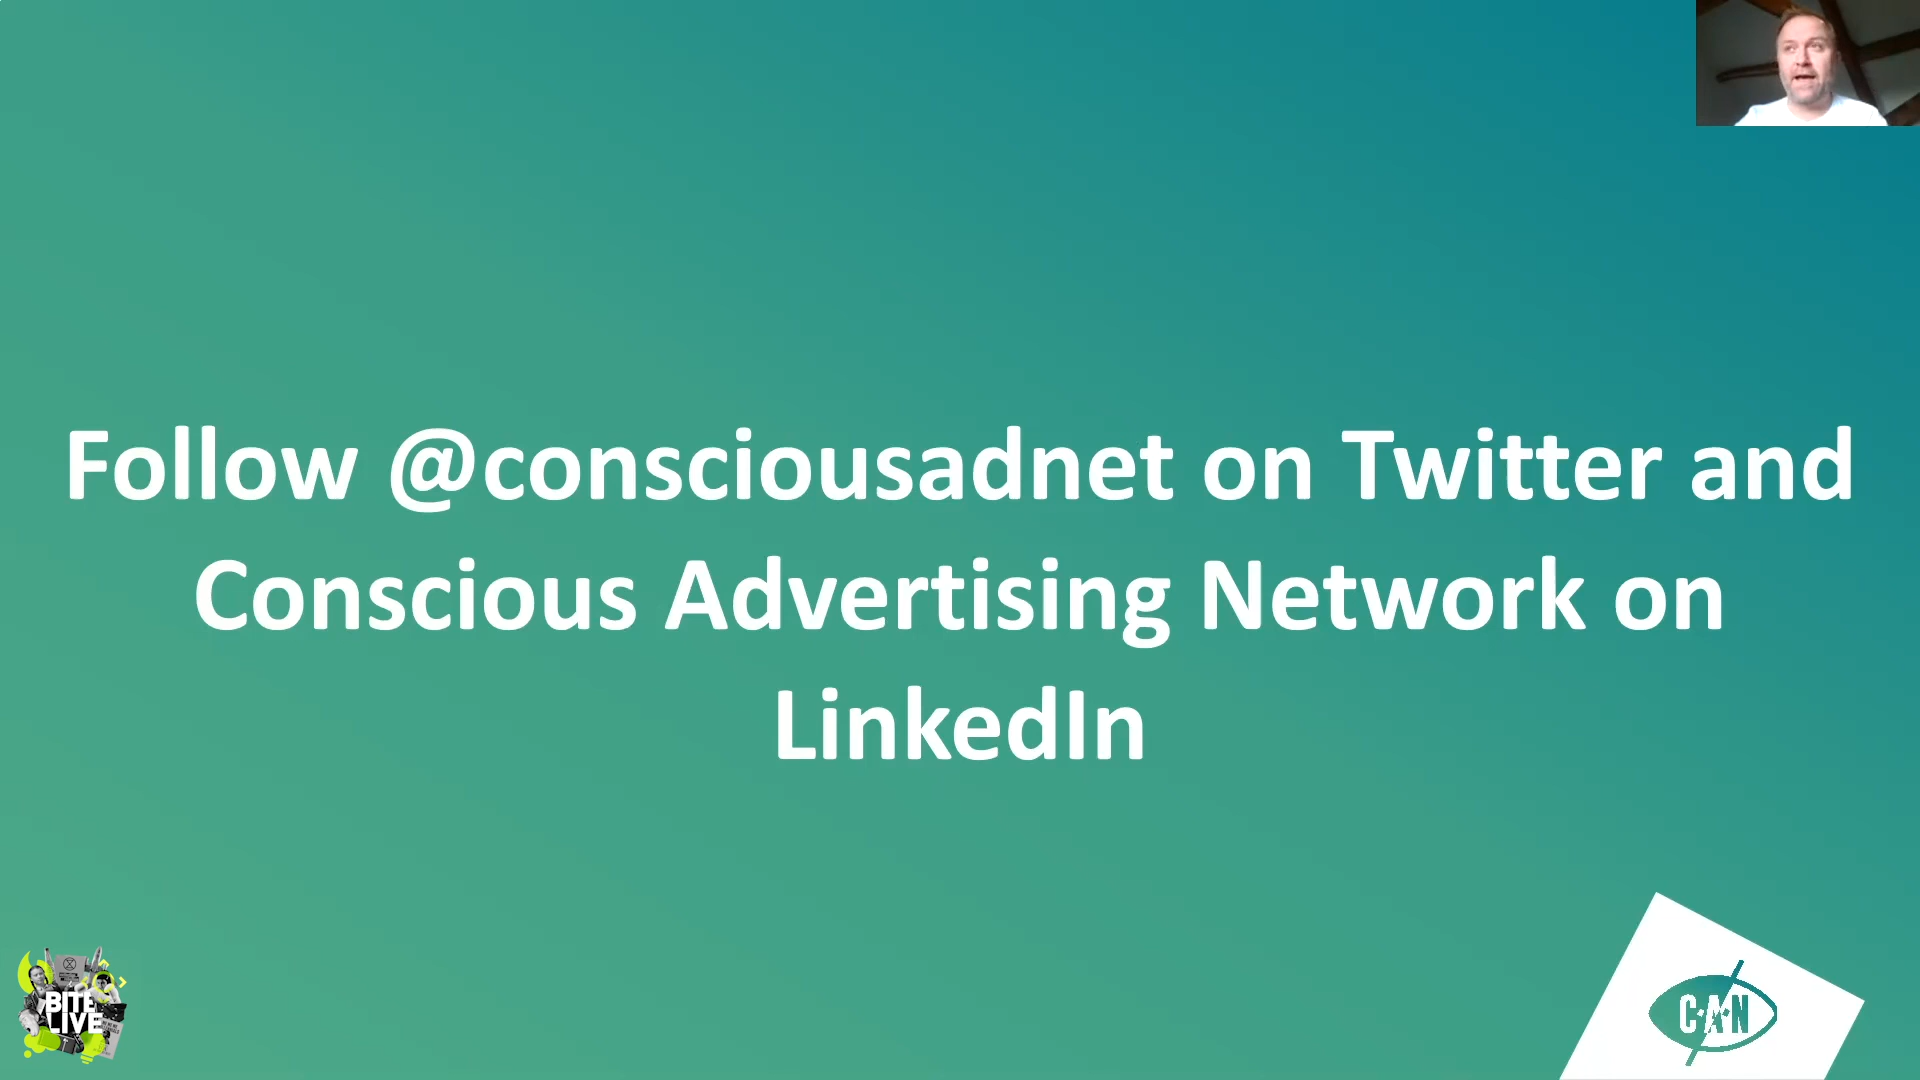 Follow @consciousadnet on Twitter and
Conscious Advertising Network on
LinkedIn
BITE
LIVE
CAN